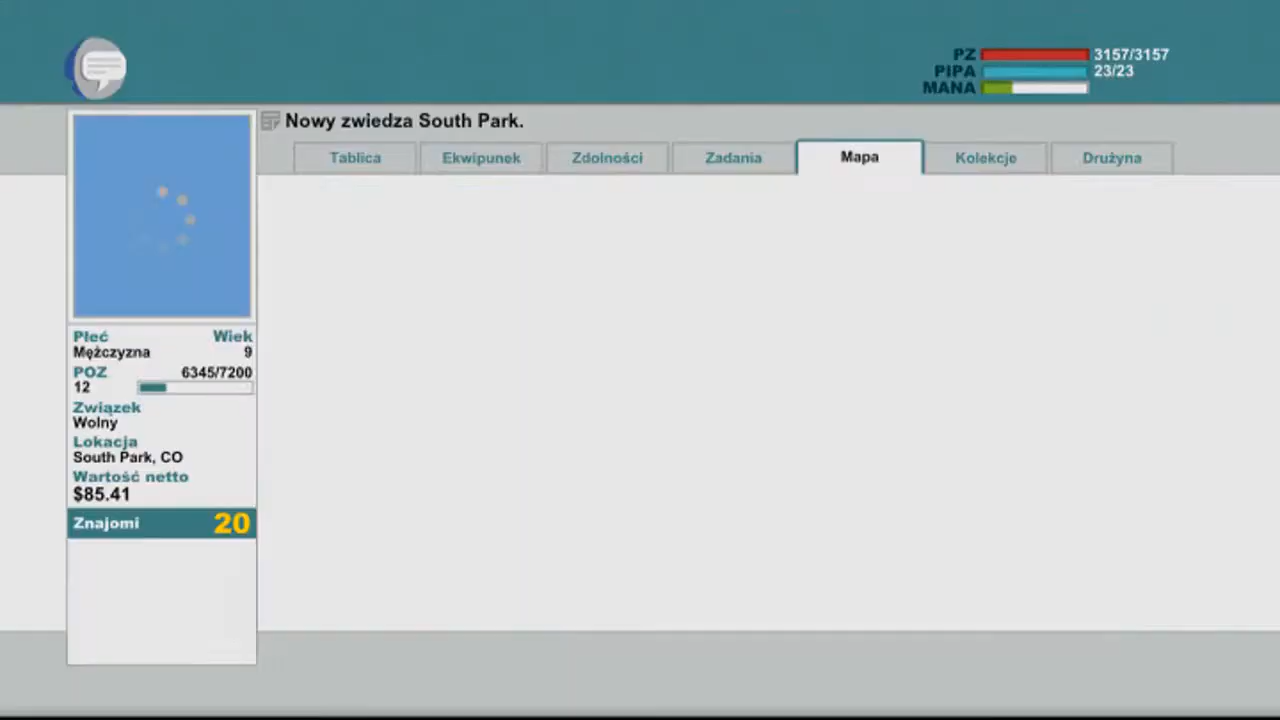 PZ 3157/3157
PIPA 23/23
MANA
Nowy zwiedza South Park.
Tablica Ekwipunek Zdolności Zadania Mapa Kolekcje Drużyna
Płeć Wiek
Mężczyzna 9
POZ 6345/7200
12
Związek
Wolny
Lokacja
South Park, CO
Wartość netto
$85.41
Znajomi 20